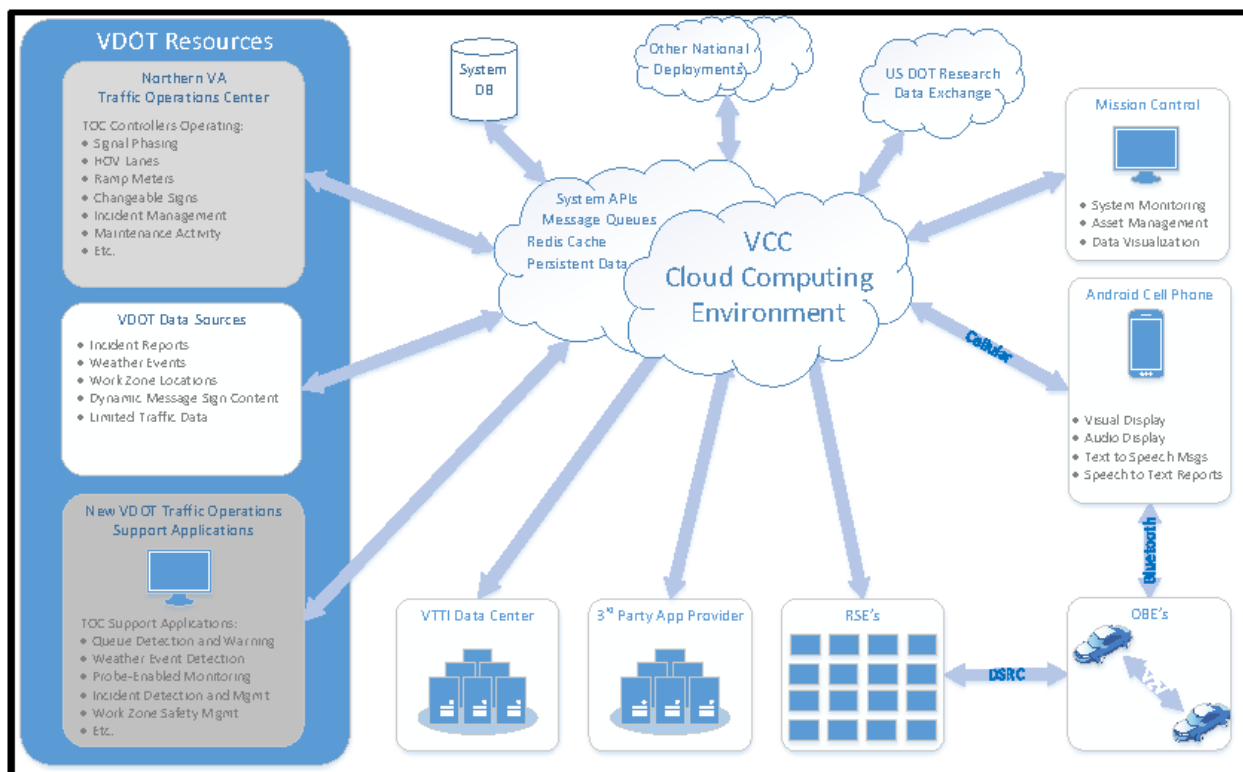 VDOT Resources
Northern VA
Traffic Operations Center
TOC Controllers Operating:
• Signal Phasing
• HOV Lanes
• Ramp Meters
• Changeable Signs
• Incident Management
• Maintenance Activity
• Etc.
VDOT Data Sources
• Incident Reports
• Weather Events
• Work Zone Locations
• Dynamic Message Sign Content
• Limited Traffic Data
New VDOT Traffic Operations
Support Applications
TOC Support Applications:
• Queue Detection and Warning
• Weather Event Detection
• Probe-Enabled Monitoring
• Incident Detection and Mgmt
• Work Zone Safety Mgmt
• Etc.
System
DB
Other National
Deployments
US DOT Research
Data Exchange
System APIs
Message Queues
Redis Cache
Persistent Data
VCC
Cloud Computing
Environment
Mission Control
• System Monitoring
• Asset Management
• Data Visualization
Cellular
Android Cell Phone
• Visual Display
• Audio Display
• Text to Speech Msgs
• Speech to Text Reports
Bluetooth
VTTI Data Center
3rd Party App Provider
RSE's
DSRC
OBE's
V2V